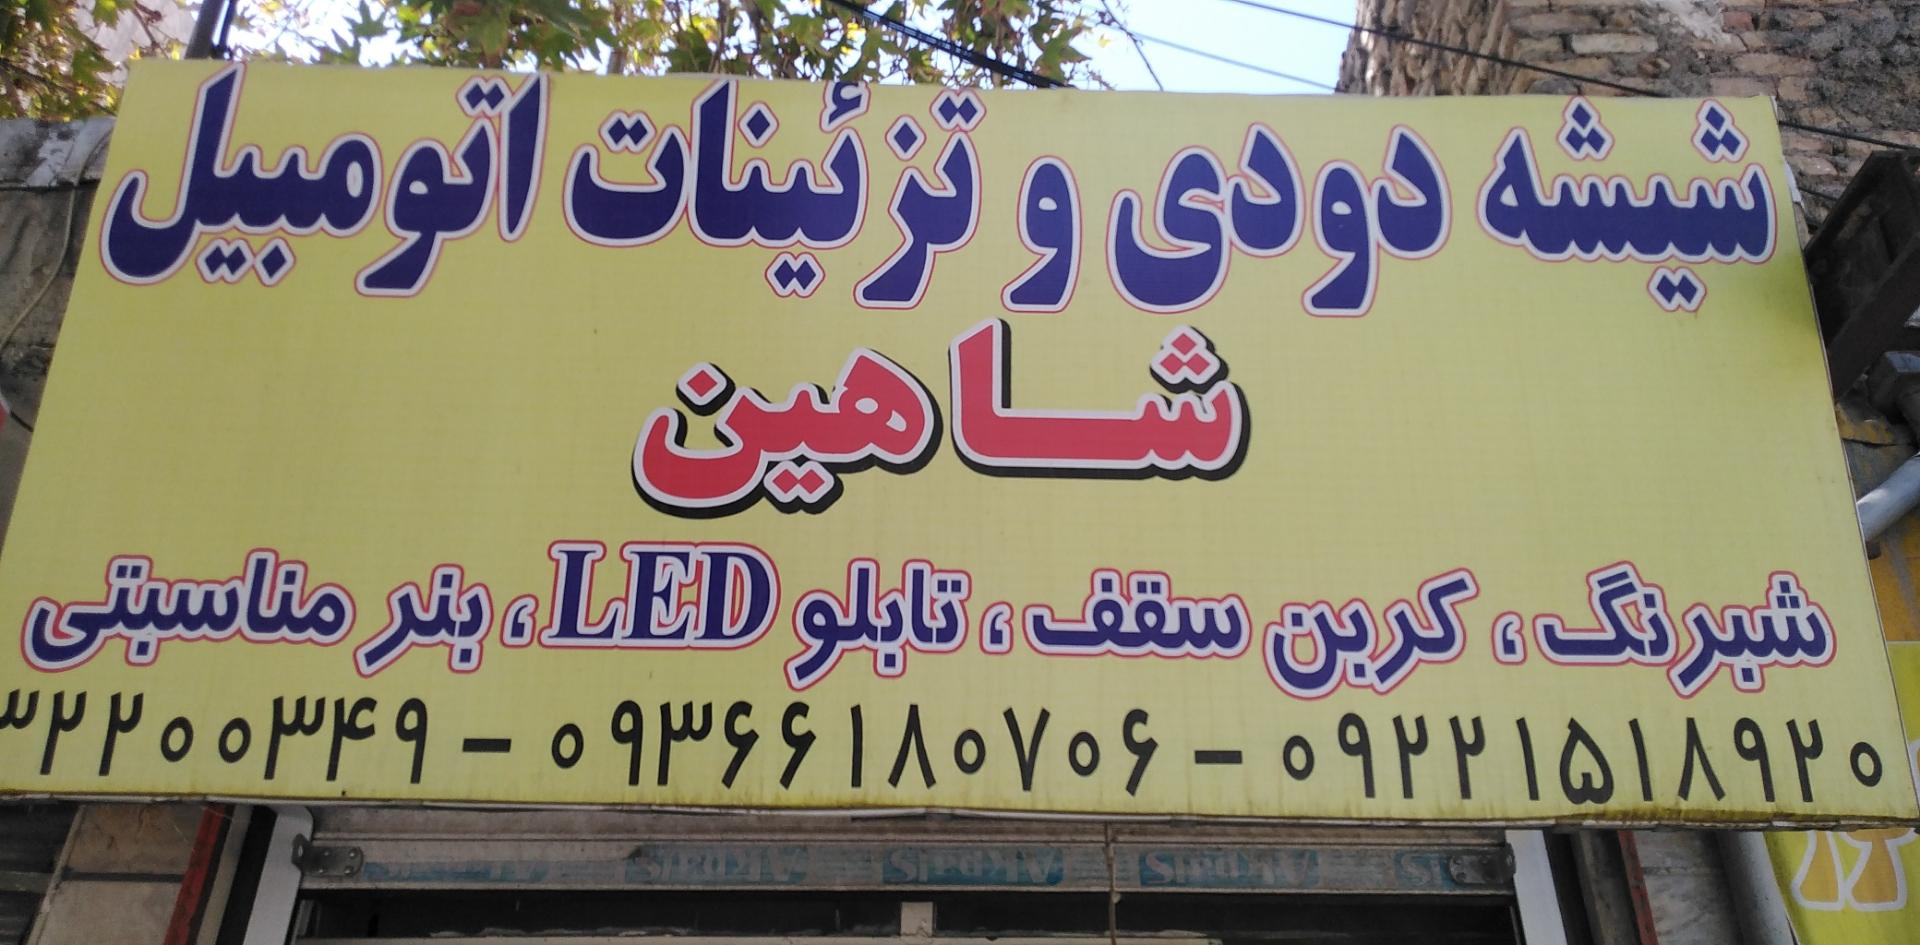 شیشه دودی و تزئینات اتومبیل
شاهین
شبرنگ ، کربن سقف ، تابلو LED ، بنر مناسبتی
۳۲۲۰۰۳۴۹ - ۰۹۳۶۶۱۸۰۷۰۶ - ۰۹۲۲۱۵۱۸۹۲۰